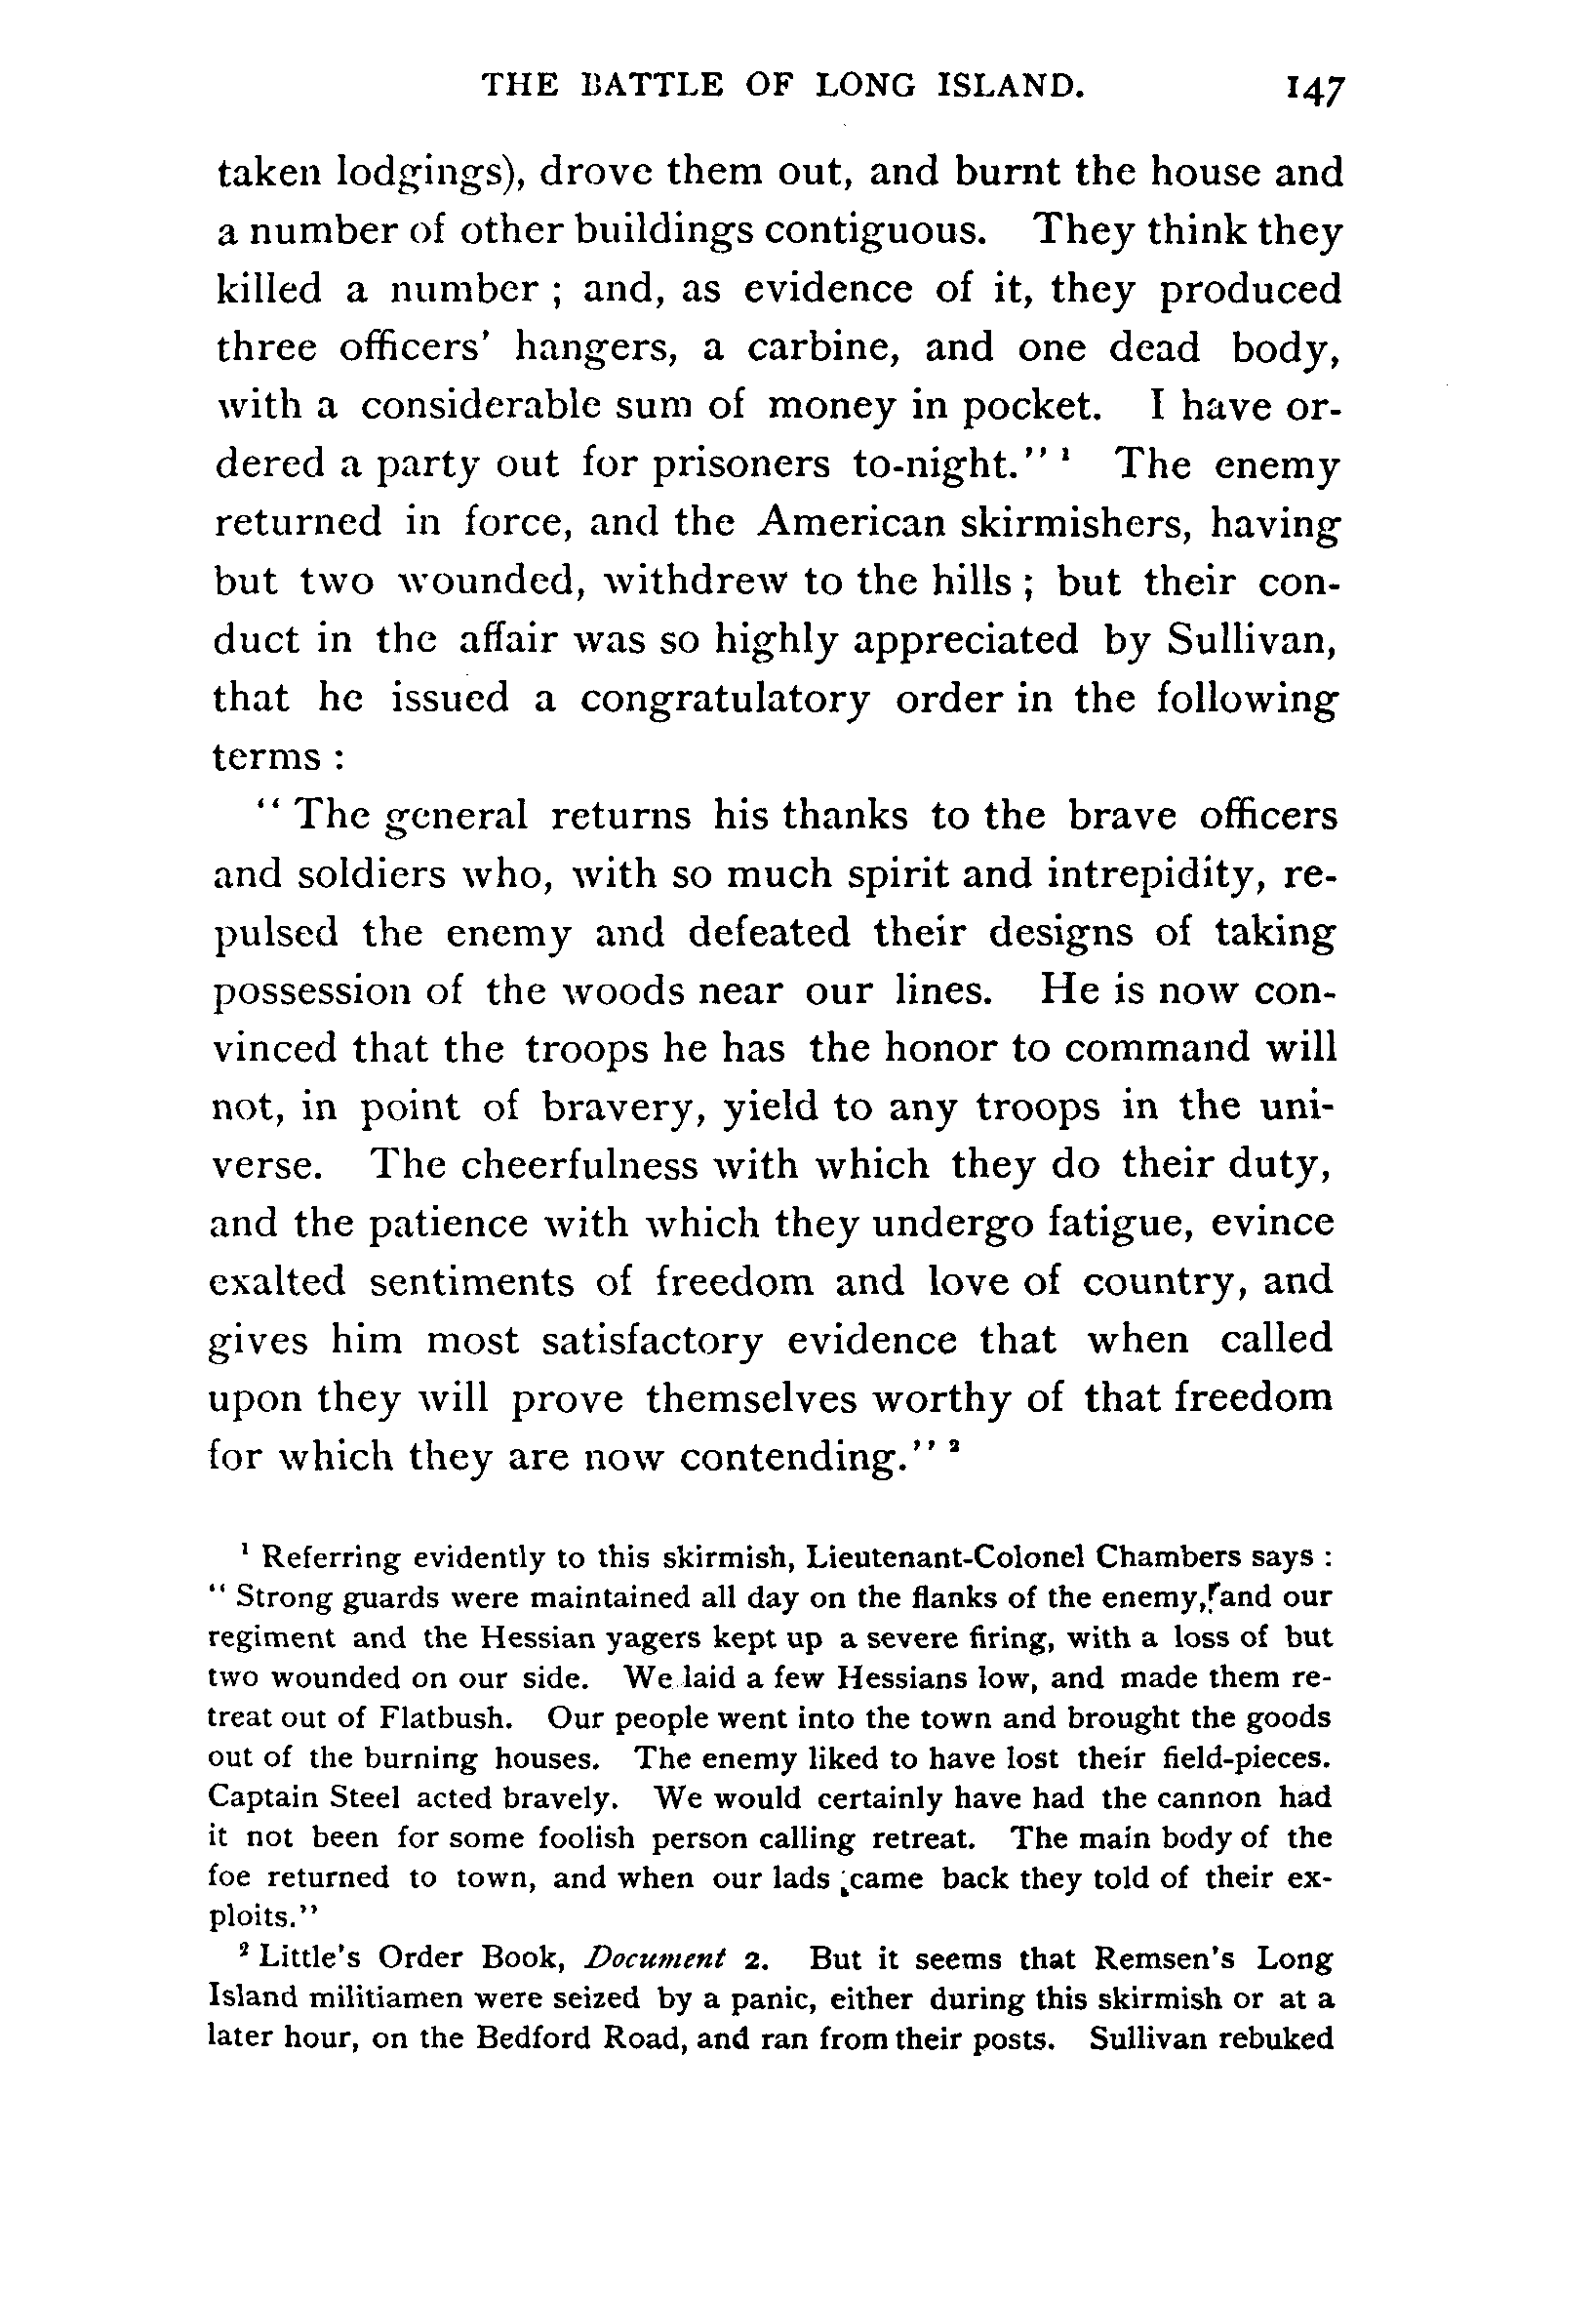 THE BATTLE OF LONG ISLAND. 147
taken lodgings), drove them out, and burnt the house and
a number of other buildings contiguous. They think they
killed a number ; and, as evidence of it, they produced
three officers' hangers, a carbine, and one dead body,
with a considerable sum of money in pocket. I have or-
dered a party out for prisoners to-night." ¹ The enemy
returned in force, and the American skirmishers, having
but two wounded, withdrew to the hills ; but their con-
duct in the affair was so highly appreciated by Sullivan,
that he issued a congratulatory order in the following
terms :
" The general returns his thanks to the brave officers
and soldiers who, with so much spirit and intrepidity, re-
pulsed the enemy and defeated their designs of taking
possession of the woods near our lines. He is now con-
vinced that the troops he has the honor to command will
not, in point of bravery, yield to any troops in the uni-
verse. The cheerfulness with which they do their duty,
and the patience with which they undergo fatigue, evince
exalted sentiments of freedom and love of country, and
gives him most satisfactory evidence that when called
upon they will prove themselves worthy of that freedom
for which they are now contending." ²
¹ Referring evidently to this skirmish, Lieutenant-Colonel Chambers says :
" Strong guards were maintained all day on the flanks of the enemy, and our
regiment and the Hessian yagers kept up a severe firing, with a loss of but
two wounded on our side. We laid a few Hessians low, and made them re-
treat out of Flatbush. Our people went into the town and brought the goods
out of the burning houses. The enemy liked to have lost their field-pieces.
Captain Steel acted bravely. We would certainly have had the cannon had
it not been for some foolish person calling retreat. The main body of the
foe returned to town, and when our lads came back they told of their ex-
ploits."
² Little's Order Book, Document 2. But it seems that Remsen's Long
Island militiamen were seized by a panic, either during this skirmish or at a
later hour, on the Bedford Road, and ran from their posts. Sullivan rebuked